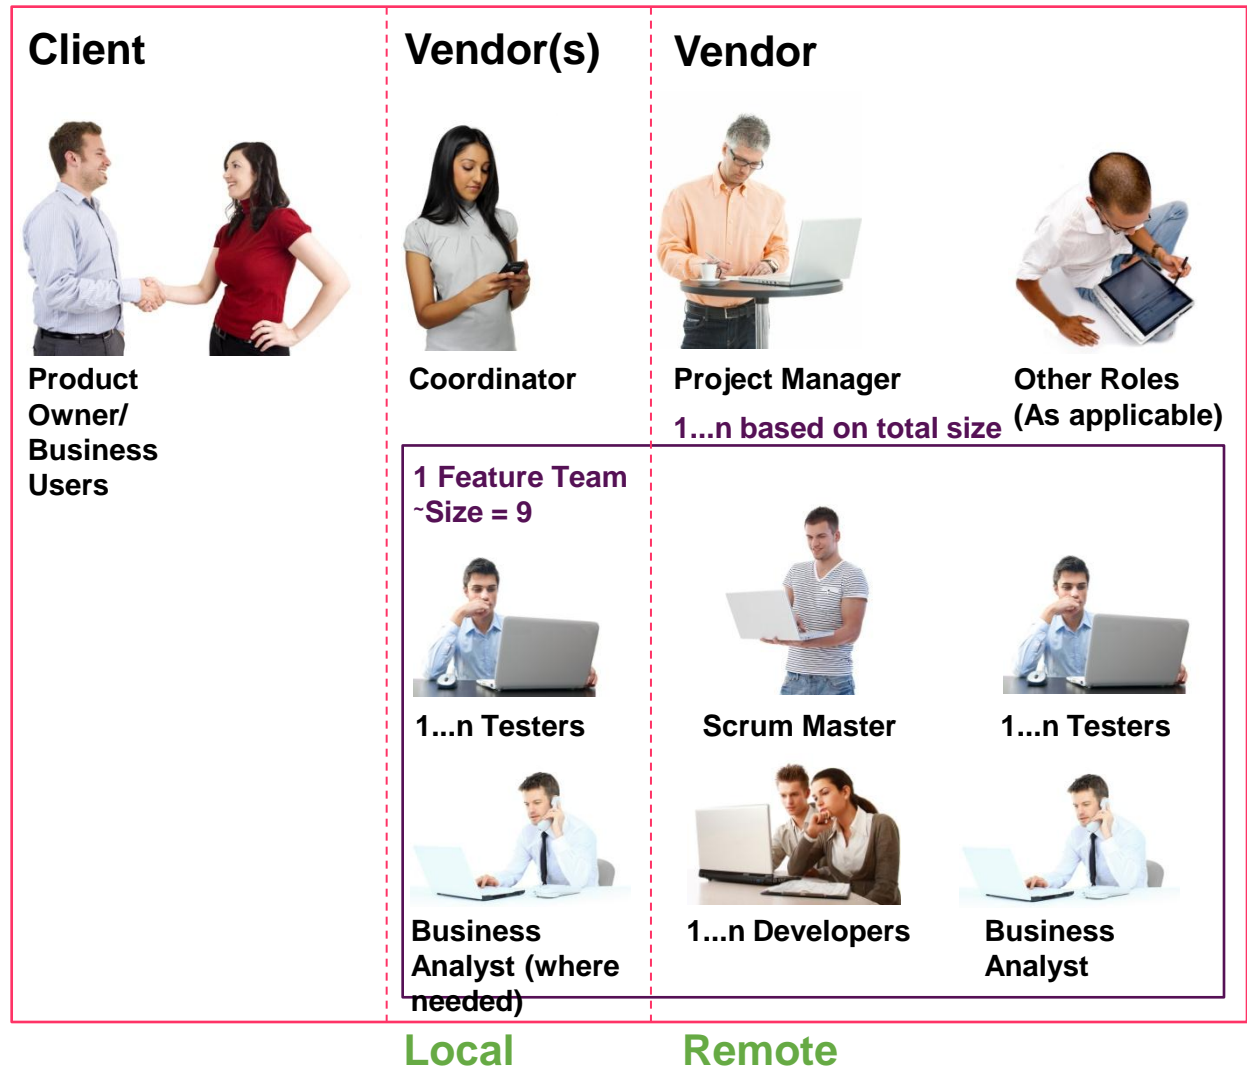 Client
Vendor(s)
Vendor
Product
Owner/
Business
Users
Coordinator
Project Manager
1...n based on total size
Other Roles
(As applicable)
1 Feature Team
~Size = 9
1...n Testers
Scrum Master
1...n Testers
Business
Analyst (where
needed)
1...n Developers
Business
Analyst
Local
Remote